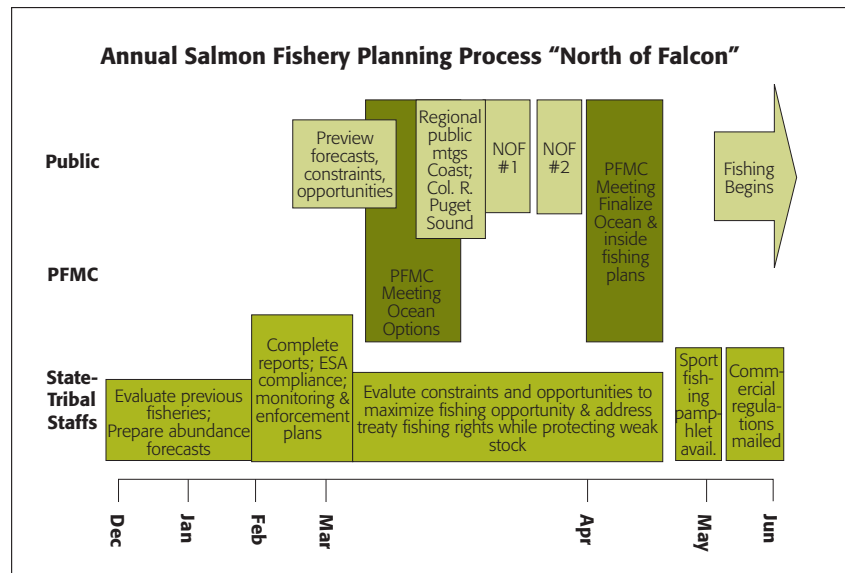 Annual Salmon Fishery Planning Process “North of Falcon”
Public
Preview
forecasts,
constraints,
opportunities
Regional
public
mtgs
Coast;
Col. R.
Puget
Sound
NOF
#1
NOF
#2
PFMC
Meeting
Finalize
Ocean &
inside
fishing
plans
Fishing
Begins
PFMC
PFMC
Meeting
Ocean
Options
State-
Tribal
Staffs
Evaluate previous
fisheries;
Prepare abundance
forecasts
Complete
reports; ESA
compliance;
monitoring &
enforcement
plans
Evalute constraints and opportunities to
maximize fishing opportunity & address
treaty fishing rights while protecting weak
stock
Sport
fish-
ing
pam-
phlet
avail.
Com-
mercial
regula-
tions
mailed
Dec
Jan
Feb
Mar
Apr
May
Jun